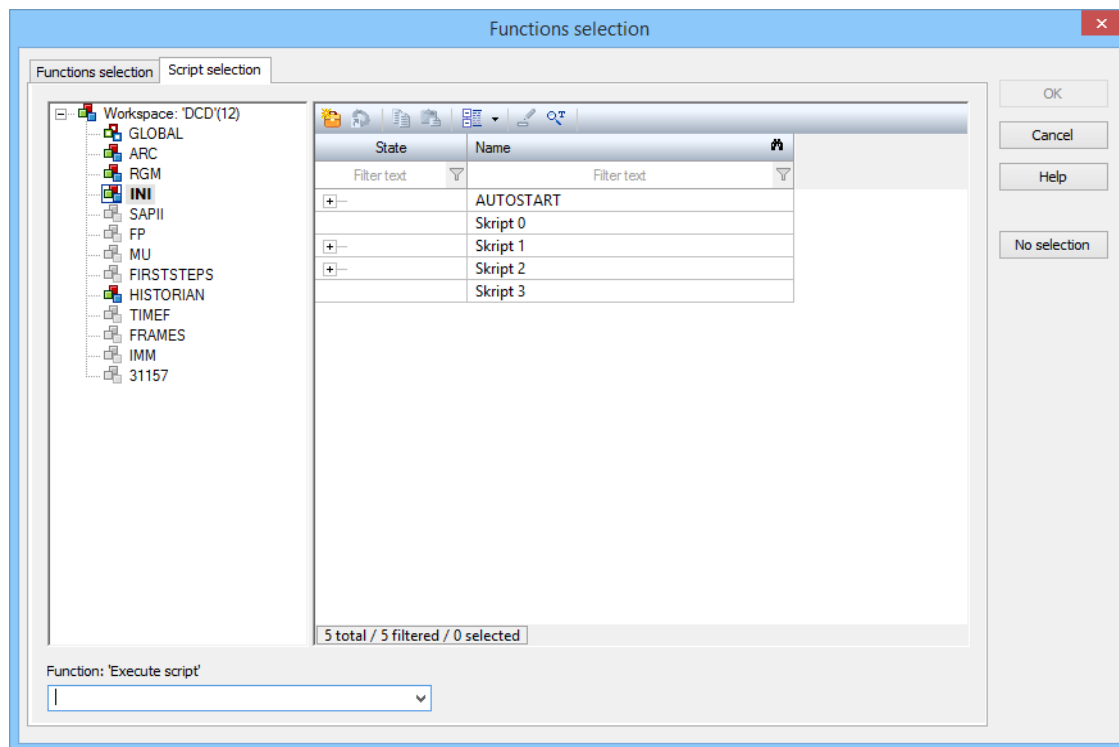 Functions selection
Functions selection
Script selection
Workspace: 'DCD'(12)
GLOBAL
ARC
RGM
INI
SAPII
FP
MU
FIRSTSTEPS
HISTORIAN
TIMEF
FRAMES
IMM
31157
State
Name
Filter text
Filter text
AUTOSTART
Skript 0
Skript 1
Skript 2
Skript 3
5 total / 5 filtered / 0 selected
Function: 'Execute script'
OK
Cancel
Help
No selection